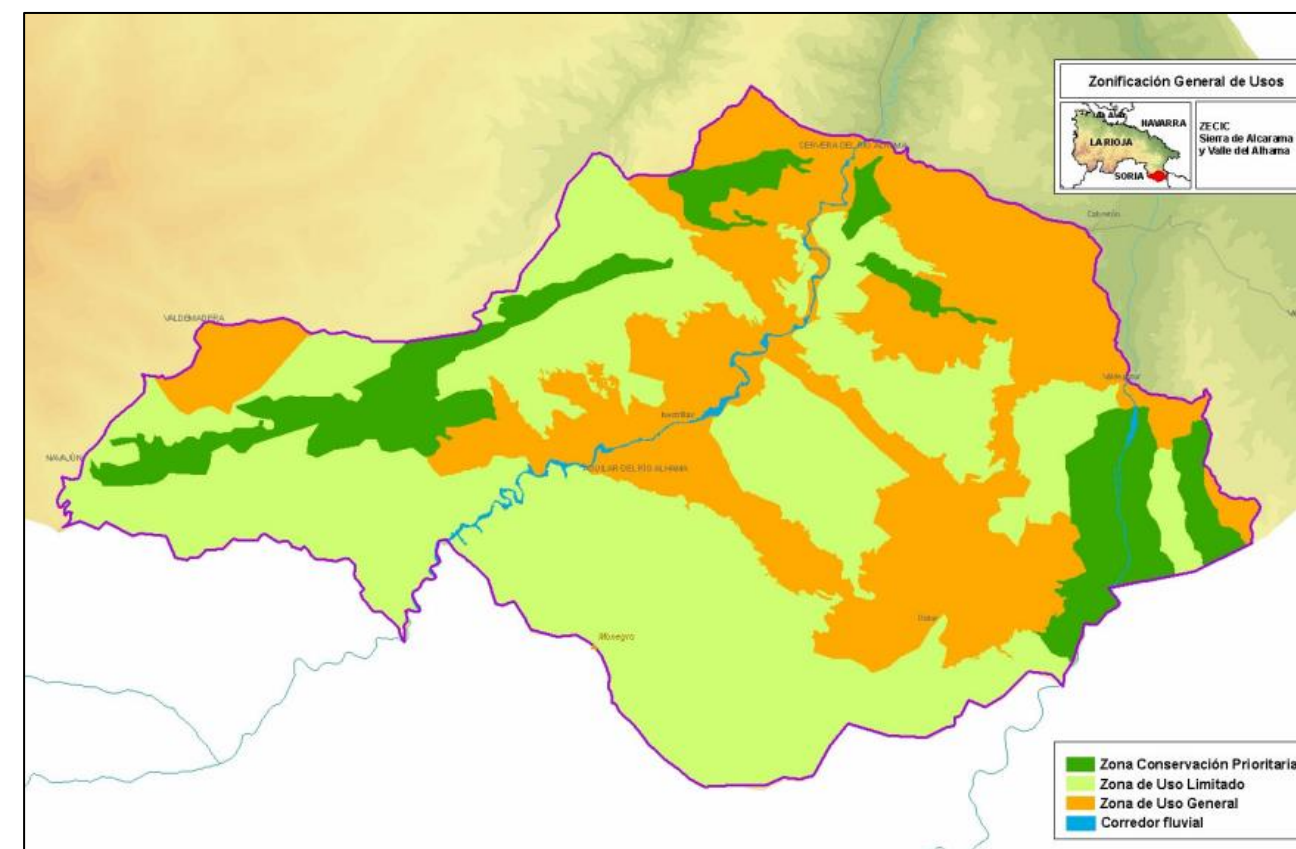 Zonificación General de Usos
NAVARRA
LA RIOJA
SORIA
ZECIC
Sierra de Alcarama
y Valle del Alhama
CERVERA DEL RÍO ALHAMA
Cabretón
VALDEMADERA
Valverde
Inestrillas
NAVAJÚN
AGUILAR DEL RÍO ALHAMA
Monegro
Zona Conservación Prioritaria
Zona de Uso Limitado
Zona de Uso General
Corredor fluvial